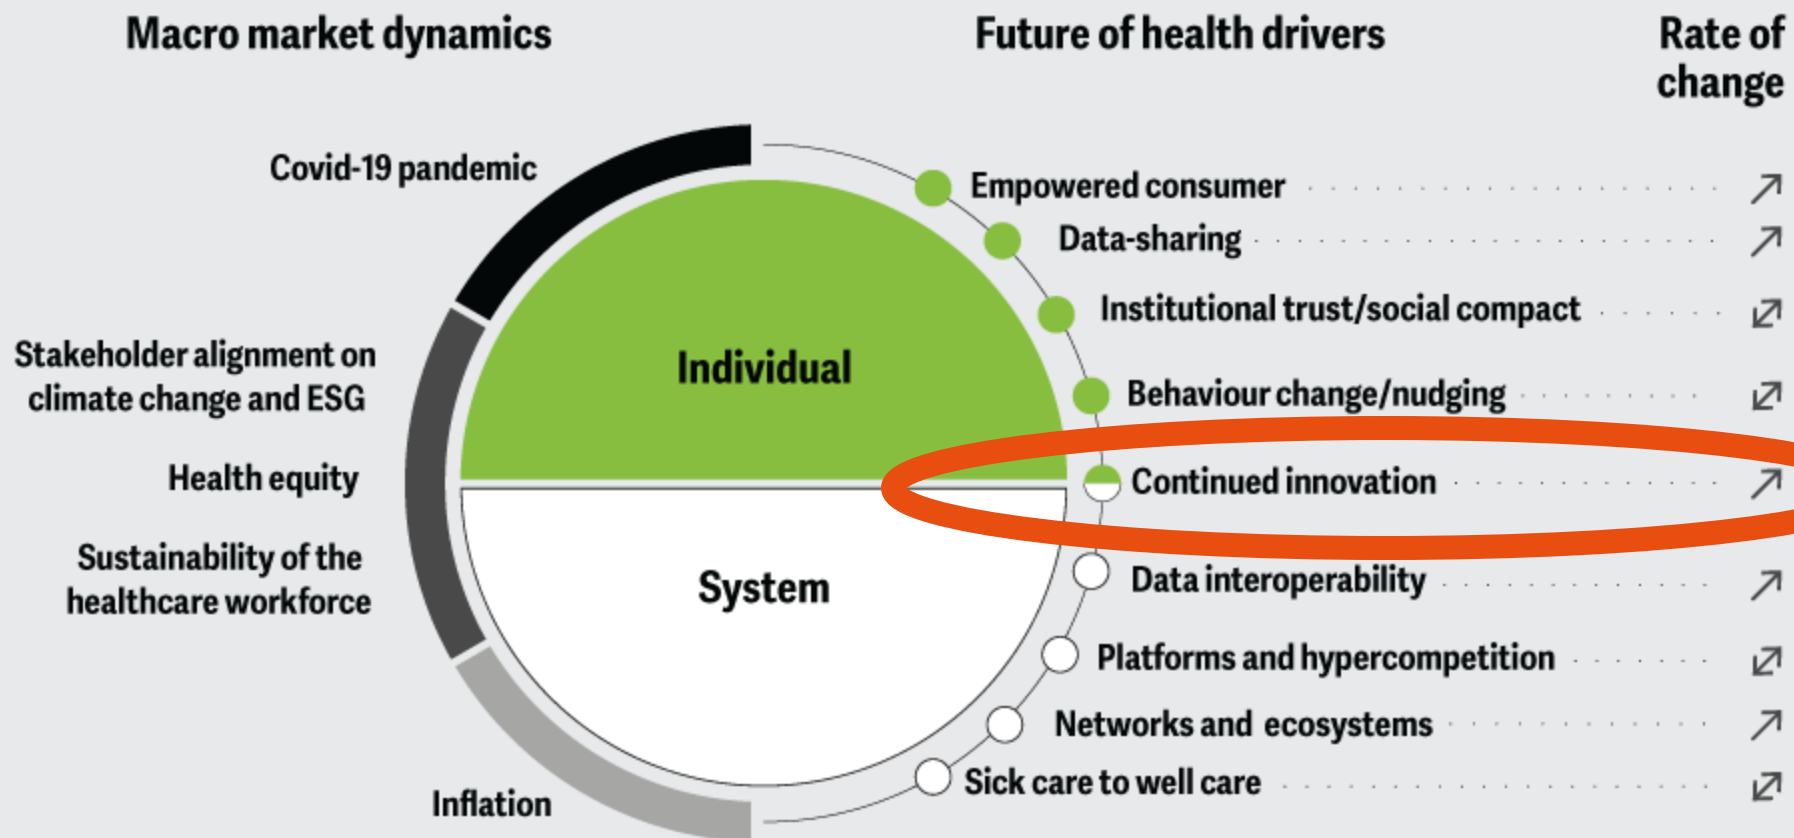 Macro market dynamics
Future of health drivers
Rate of
change
Covid-19 pandemic
Stakeholder alignment on
climate change and ESG
Health equity
Sustainability of the
healthcare workforce
Inflation
Individual
System
Empowered consumer
Data-sharing
Institutional trust/social compact
Behaviour change/nudging
Continued innovation
Data interoperability
Platforms and hypercompetition
Networks and ecosystems
Sick care to well care